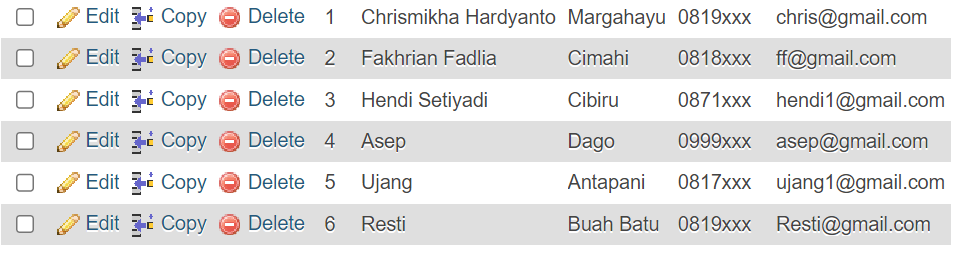 Edit Copy Delete 1 Chrismikha Hardyanto Margahayu 0819xxx chris@gmail.com
Edit Copy Delete 2 Fakhrian Fadlia Cimahi 0818xxx ff@gmail.com
Edit Copy Delete 3 Hendi Setiyadi Cibiru 0871xxx hendi1@gmail.com
Edit Copy Delete 4 Asep Dago 0999xxx asep@gmail.com
Edit Copy Delete 5 Ujang Antapani 0817xxx ujang1@gmail.com
Edit Copy Delete 6 Resti Buah Batu 0819xxx Resti@gmail.com